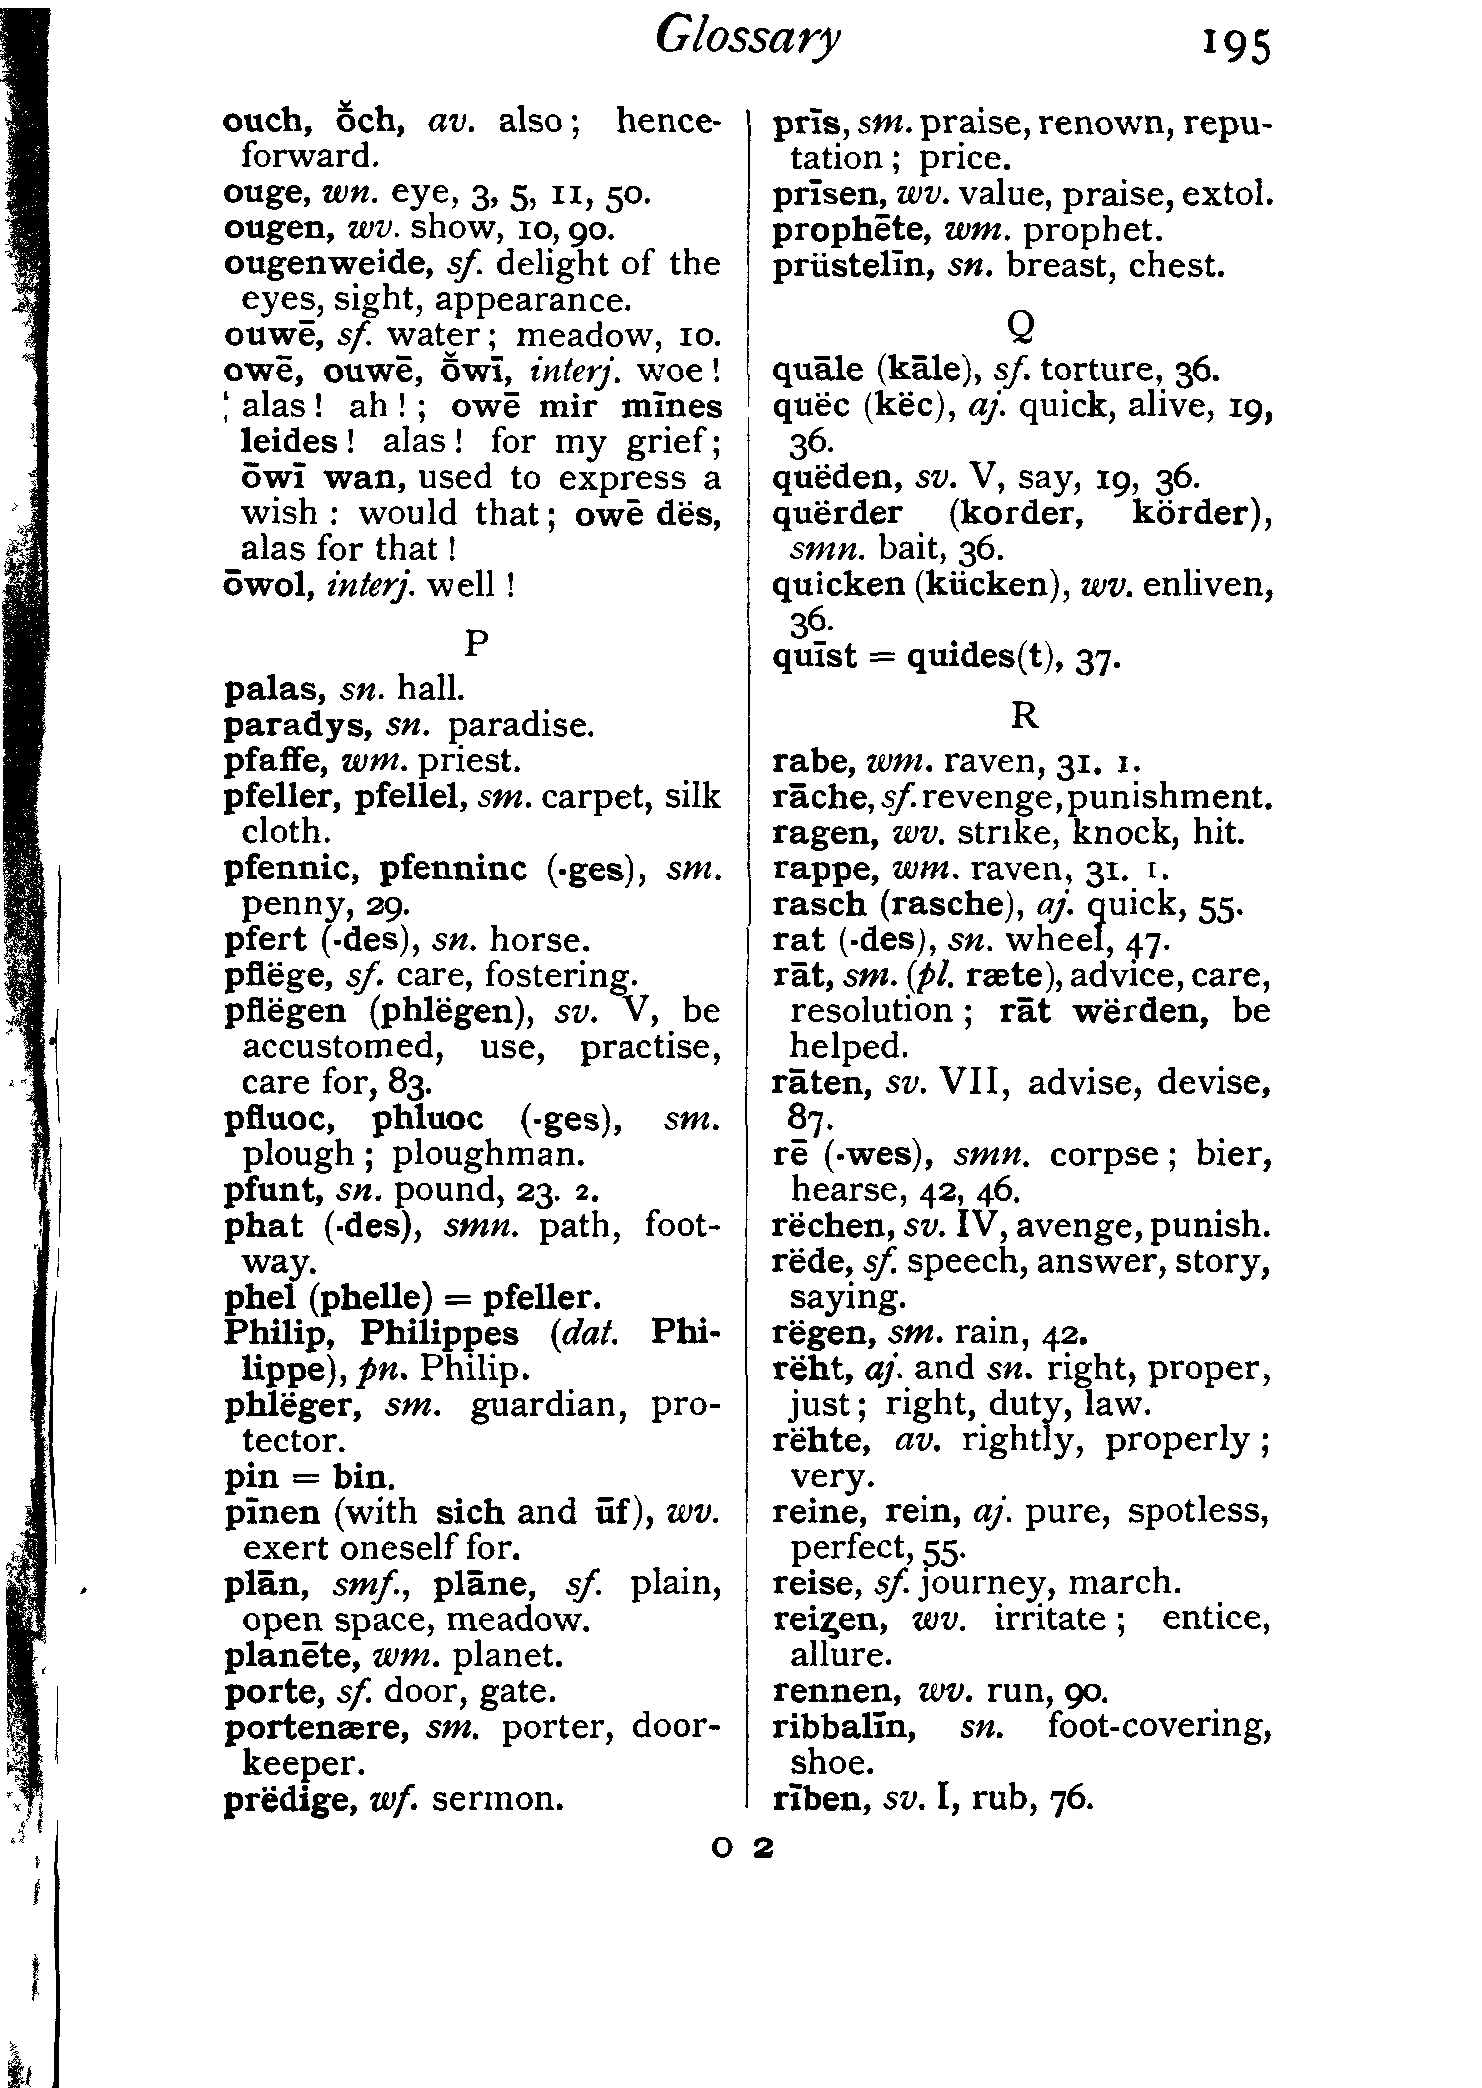 Glossary 195
ouch, ŏ̄ch, av. also; hence-
forward.
ouge, wn. eye, 3, 5, 11, 50.
ougen, wv. show, 10, 90.
ougenweide, sf. delight of the
eyes, sight, appearance.
ouwē, sf. water; meadow, 10.
owē, ouwē, ŏ̄wī, interj. woe!
alas! ah!; owē mir mīnes
leides! alas! for my grief;
ōwī wan, used to express a
wish: would that; owē dës,
alas for that!
ōwol, interj. well!
P
palas, sn. hall.
paradys, sn. paradise.
pfaffe, wm. priest.
pfeller, pfellel, sm. carpet, silk
cloth.
pfennic, pfenninc (-ges), sm.
penny, 29.
pfert (-des), sn. horse.
pflëge, sf. care, fostering.
pflëgen (phlëgen), sv. V, be
accustomed, use, practise,
care for, 83.
pfluoc, phluoc (-ges), sm.
plough; ploughman.
pfunt, sn. pound, 23. 2.
phat (-des), smn. path, foot-
way.
phel (phelle) = pfeller.
Philip, Philippes (dat. Phi-
lippe), pn. Philip.
phlëger, sm. guardian, pro-
tector.
pin = bin.
pīnen (with sich and ūf), wv.
exert oneself for.
plān, smf., plāne, sf. plain,
open space, meadow.
planēte, wm. planet.
porte, sf. door, gate.
portenære, sm. porter, door-
keeper.
prëdige, wf. sermon.
prīs, sm. praise, renown, repu-
tation; price.
prīsen, wv. value, praise, extol.
prophēte, wm. prophet.
prüstelīn, sn. breast, chest.
Q
quāle (kāle), sf. torture, 36.
quëc (këc), aj. quick, alive, 19,
36.
quëden, sv. V, say, 19, 36.
quërder (korder, körder),
smn. bait, 36.
quicken (kücken), wv. enliven,
36.
quīst = quides(t), 37.
R
rabe, wm. raven, 31. 1.
rāche, sf. revenge, punishment.
ragen, wv. strike, knock, hit.
rappe, wm. raven, 31. 1.
rasch (rasche), aj. quick, 55.
rat (-des), sn. wheel, 47.
rāt, sm. (pl. ræte), advice, care,
resolution; rāt wërden, be
helped.
rāten, sv. VII, advise, devise,
87.
rē (-wes), smn. corpse; bier,
hearse, 42, 46.
rëchen, sv. IV, avenge, punish.
rëde, sf. speech, answer, story,
saying.
rëgen, sm. rain, 42.
rëht, aj. and sn. right, proper,
just; right, duty, law.
rëhte, av. rightly, properly;
very.
reine, rein, aj. pure, spotless,
perfect, 55.
reise, sf. journey, march.
reiȥen, wv. irritate; entice,
allure.
rennen, wv. run, 90.
ribbalīn, sn. foot-covering,
shoe.
rīben, sv. I, rub, 76.
O 2